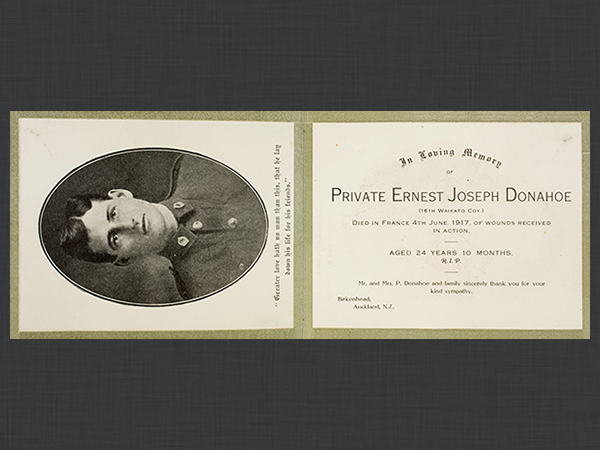 "Greater love hath no man than this, that he lay
down his life for his friends."
In Loving Memory
OF
PRIVATE ERNEST JOSEPH DONAHOE
(16TH WAIKATO COY.)
DIED IN FRANCE 4TH JUNE, 1917, OF WOUNDS RECEIVED
IN ACTION.
AGED 24 YEARS 10 MONTHS.
R.I.P.
Mr. and Mrs. P. Donahoe and family sincerely thank you for your
kind sympathy.
Birkenhead,
Auckland, N.Z.